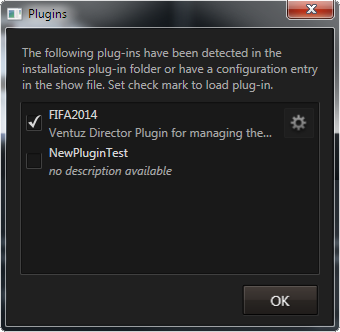 Plugins
The following plug-ins have been detected in the
installations plug-in folder or have a configuration entry
in the show file. Set check mark to load plug-in.
FIFA2014
Ventuz Director Plugin for managing the...
NewPluginTest
no description available
OK